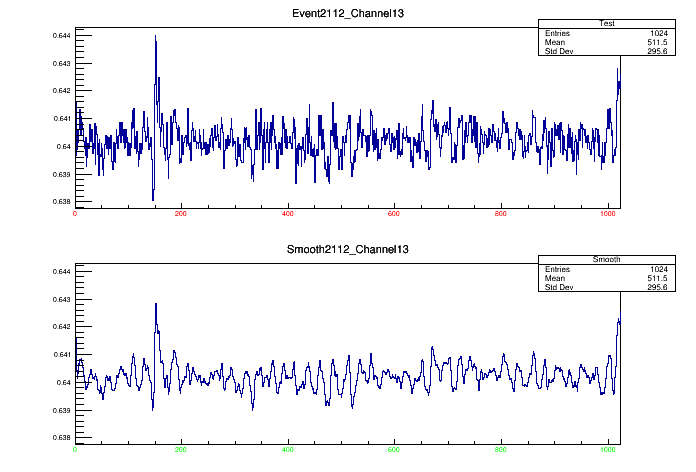 Event2112_Channel13
Test
Entries 1024
Mean 511.5
Std Dev 295.6
0.644
0.643
0.642
0.641
0.64
0.639
0.638
0 200 400 600 800 1000
Smooth2112_Channel13
Smooth
Entries 1024
Mean 511.5
Std Dev 295.6
0.644
0.643
0.642
0.641
0.64
0.639
0.638
0 200 400 600 800 1000